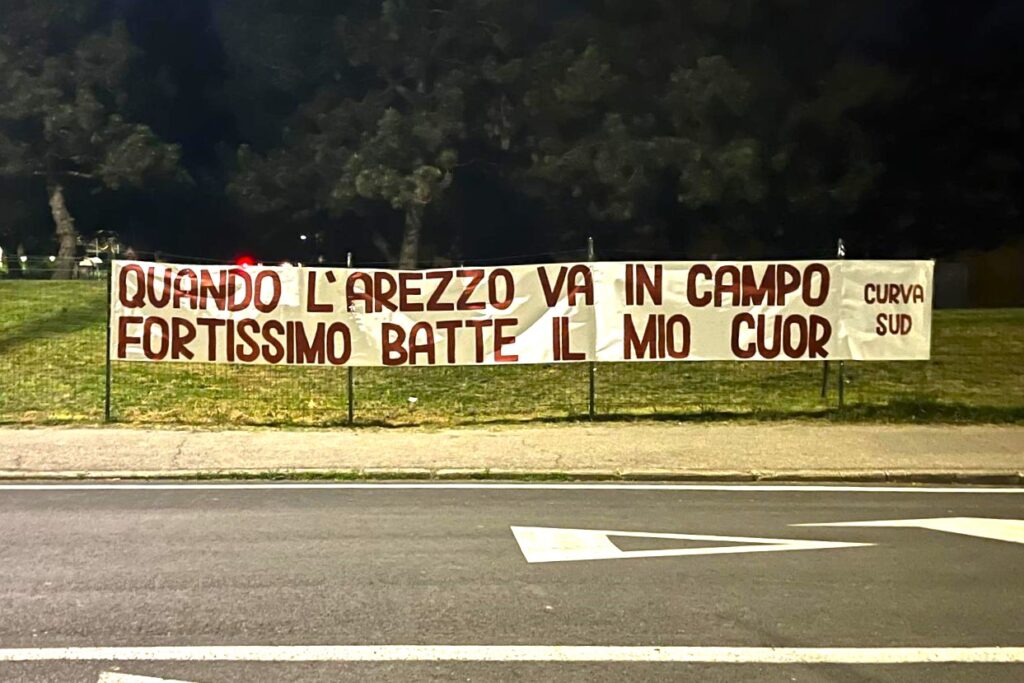 QUANDO L'AREZZO VA IN CAMPO
FORTISSIMO BATTE IL MIO CUOR
CURVA
SUD